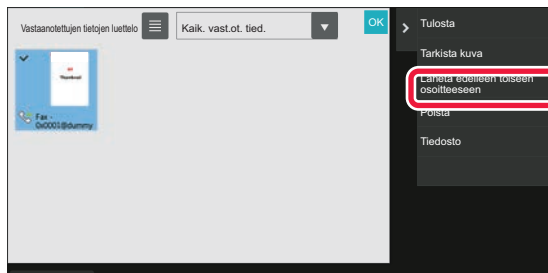 Vastaanotettujen tietojen luettelo
Kaik. vast.ot. tied.
OK
Thumbnail
Fax -
0x0001@dummy
Tulosta
Tarkista kuva
Lähetä edelleen toiseen
osoitteeseen
Poista
Tiedosto